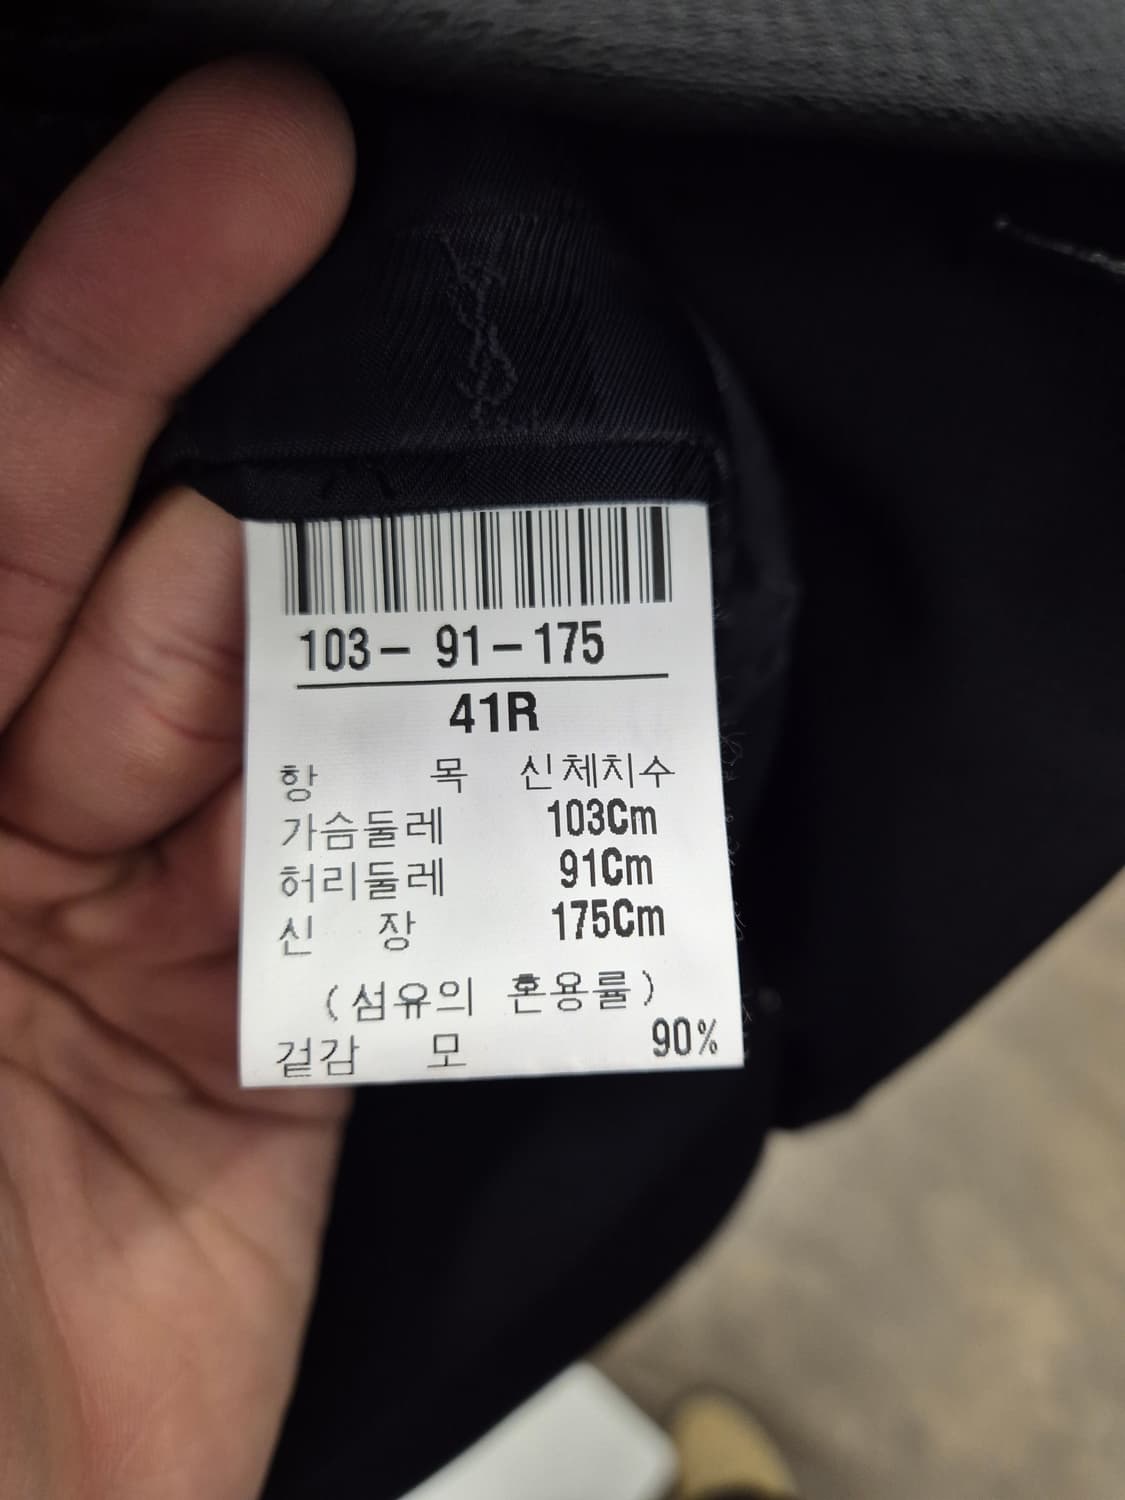 103- 91-175
41R
항 목 신체치수
가슴둘레 103Cm
허리둘레 91Cm
신 장 175Cm
(섬유의 혼용률)
겉감 모 90%